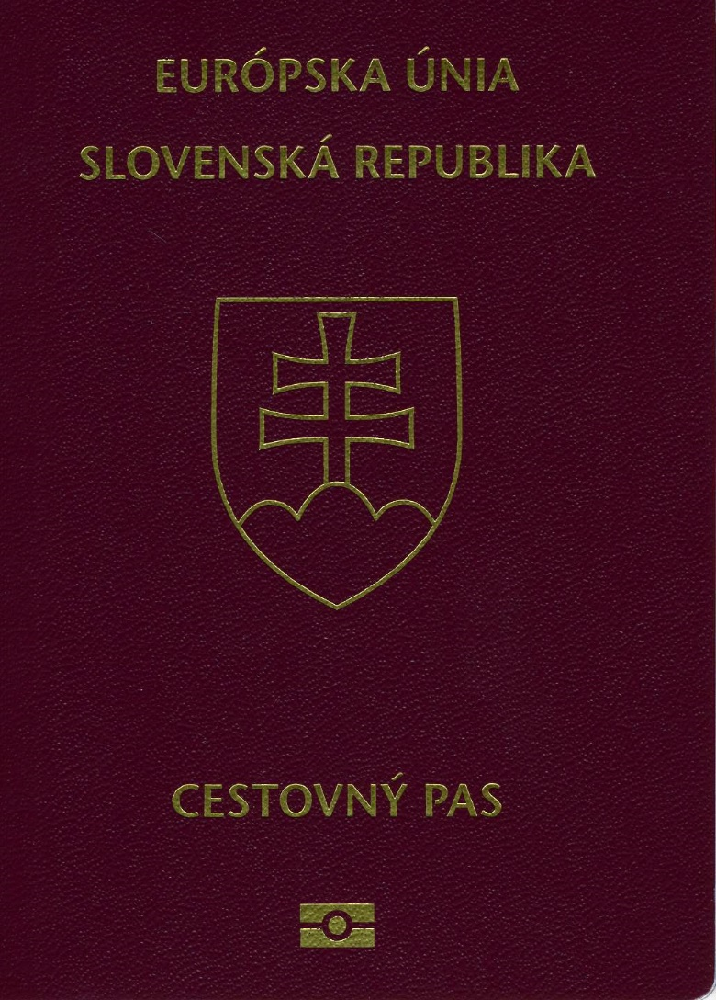 EURÓPSKA ÚNIA
SLOVENSKÁ REPUBLIKA
CESTOVNÝ PAS